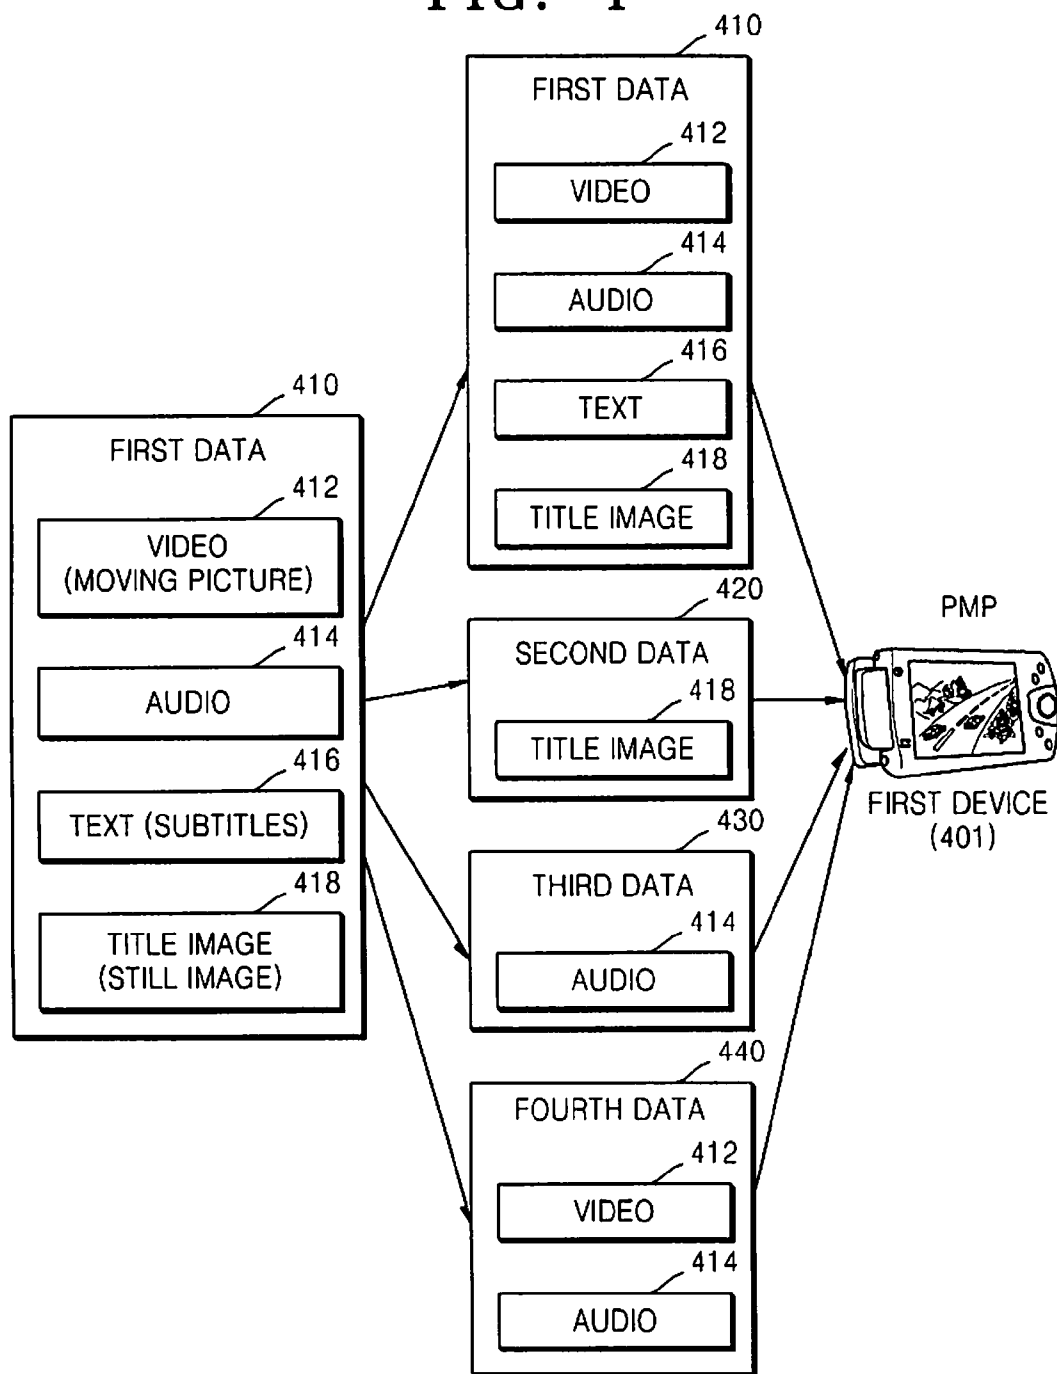 FIG. 4
410
FIRST DATA
412
VIDEO
(MOVING PICTURE)
414
AUDIO
416
TEXT (SUBTITLES)
418
TITLE IMAGE
(STILL IMAGE)
410
FIRST DATA
412
VIDEO
414
AUDIO
416
TEXT
418
TITLE IMAGE
420
SECOND DATA
418
TITLE IMAGE
430
THIRD DATA
414
AUDIO
440
FOURTH DATA
412
VIDEO
414
AUDIO
PMP
FIRST DEVICE
(401)